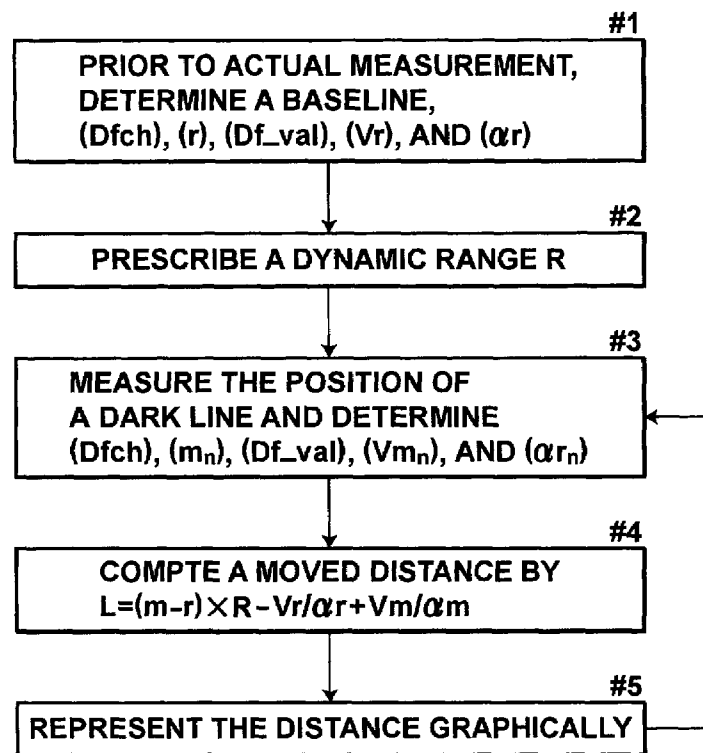 #1
PRIOR TO ACTUAL MEASUREMENT,
DETERMINE A BASELINE,
(Dfch), (r), (Df_val), (Vr), AND (αr)
#2
PRESCRIBE A DYNAMIC RANGE R
#3
MEASURE THE POSITION OF
A DARK LINE AND DETERMINE
(Dfch), (mn), (Df_val), (Vmn), AND (αrn)
#4
COMPTE A MOVED DISTANCE BY
L=(m-r)×R-Vr/αr+Vm/αm
#5
REPRESENT THE DISTANCE GRAPHICALLY